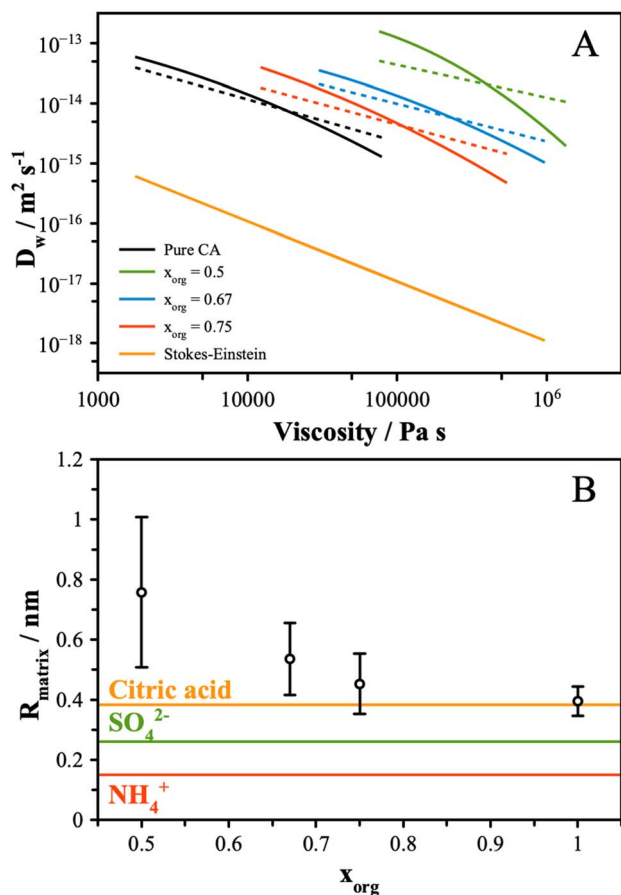 A
10⁻¹³
10⁻¹⁴
10⁻¹⁵
10⁻¹⁶
10⁻¹⁷
10⁻¹⁸
D_w / m² s⁻¹
Pure CA
x_org = 0.5
x_org = 0.67
x_org = 0.75
Stokes-Einstein
1000 10000 100000 10⁶
Viscosity / Pa s
B
1.2
1
0.8
0.6
0.4
0.2
0
R_matrix / nm
Citric acid
SO₄²⁻
NH₄⁺
0.5 0.6 0.7 0.8 0.9 1
x_org